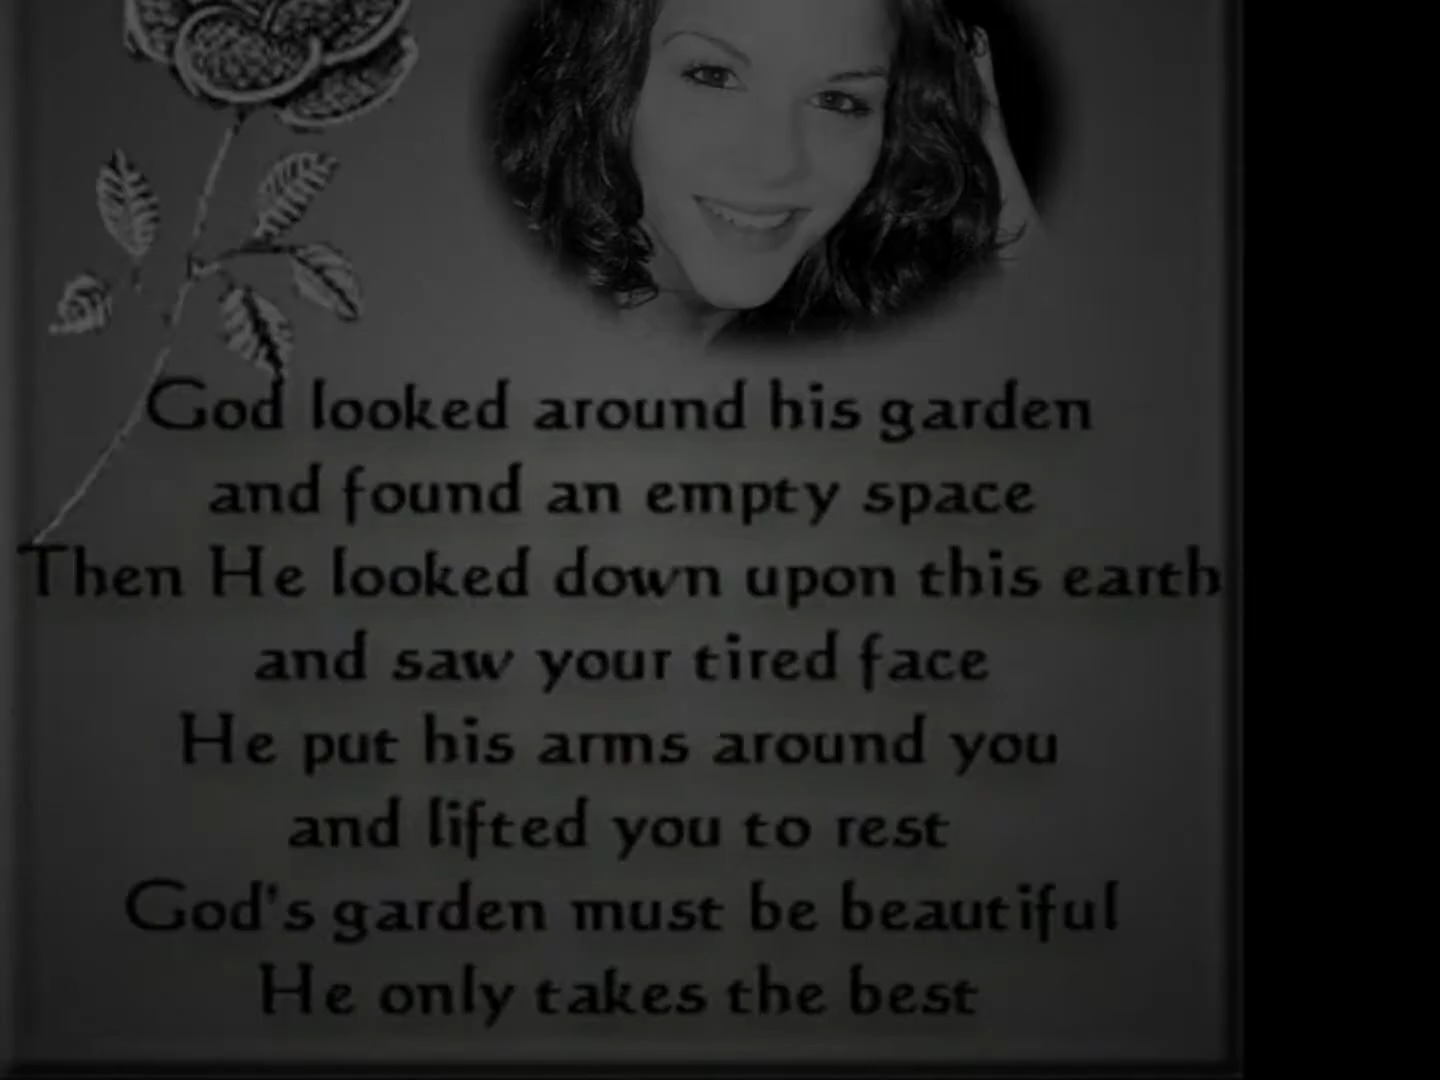 God looked around his garden
and found an empty space
Then He looked down upon this earth
and saw your tired face
He put his arms around you
and lifted you to rest
God's garden must be beautiful
He only takes the best